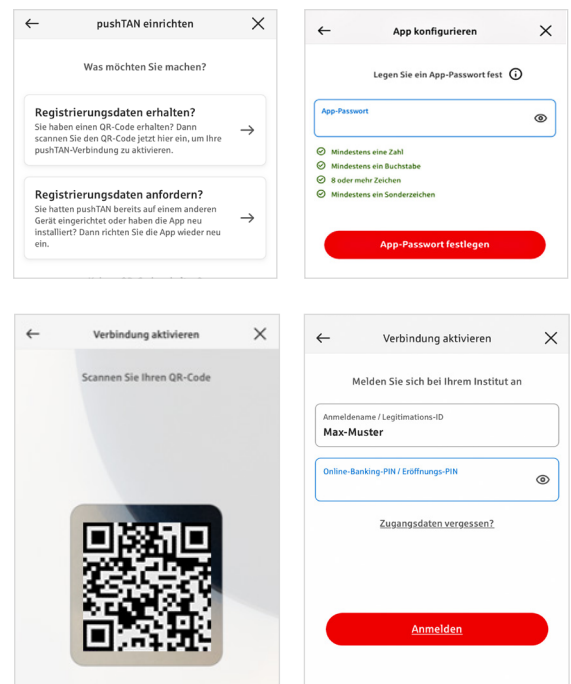 pushTAN einrichten
Was möchten Sie machen?
Registrierungsdaten erhalten?
Sie haben einen QR-Code erhalten? Dann
scannen Sie den QR-Code jetzt hier ein, um Ihre
pushTAN-Verbindung zu aktivieren.
Registrierungsdaten anfordern?
Sie hatten pushTAN bereits auf einem anderen
Gerät eingerichtet oder haben die App neu
installiert? Dann richten Sie die App wieder neu
ein.
App konfigurieren
Legen Sie ein App-Passwort fest
App-Passwort
Mindestens eine Zahl
Mindestens ein Buchstabe
8 oder mehr Zeichen
Mindestens ein Sonderzeichen
App-Passwort festlegen
Verbindung aktivieren
Scannen Sie Ihren QR-Code
Verbindung aktivieren
Melden Sie sich bei Ihrem Institut an
Anmeldename / Legitimations-ID
Max-Muster
Online-Banking-PIN / Eröffnungs-PIN
Zugangsdaten vergessen?
Anmelden